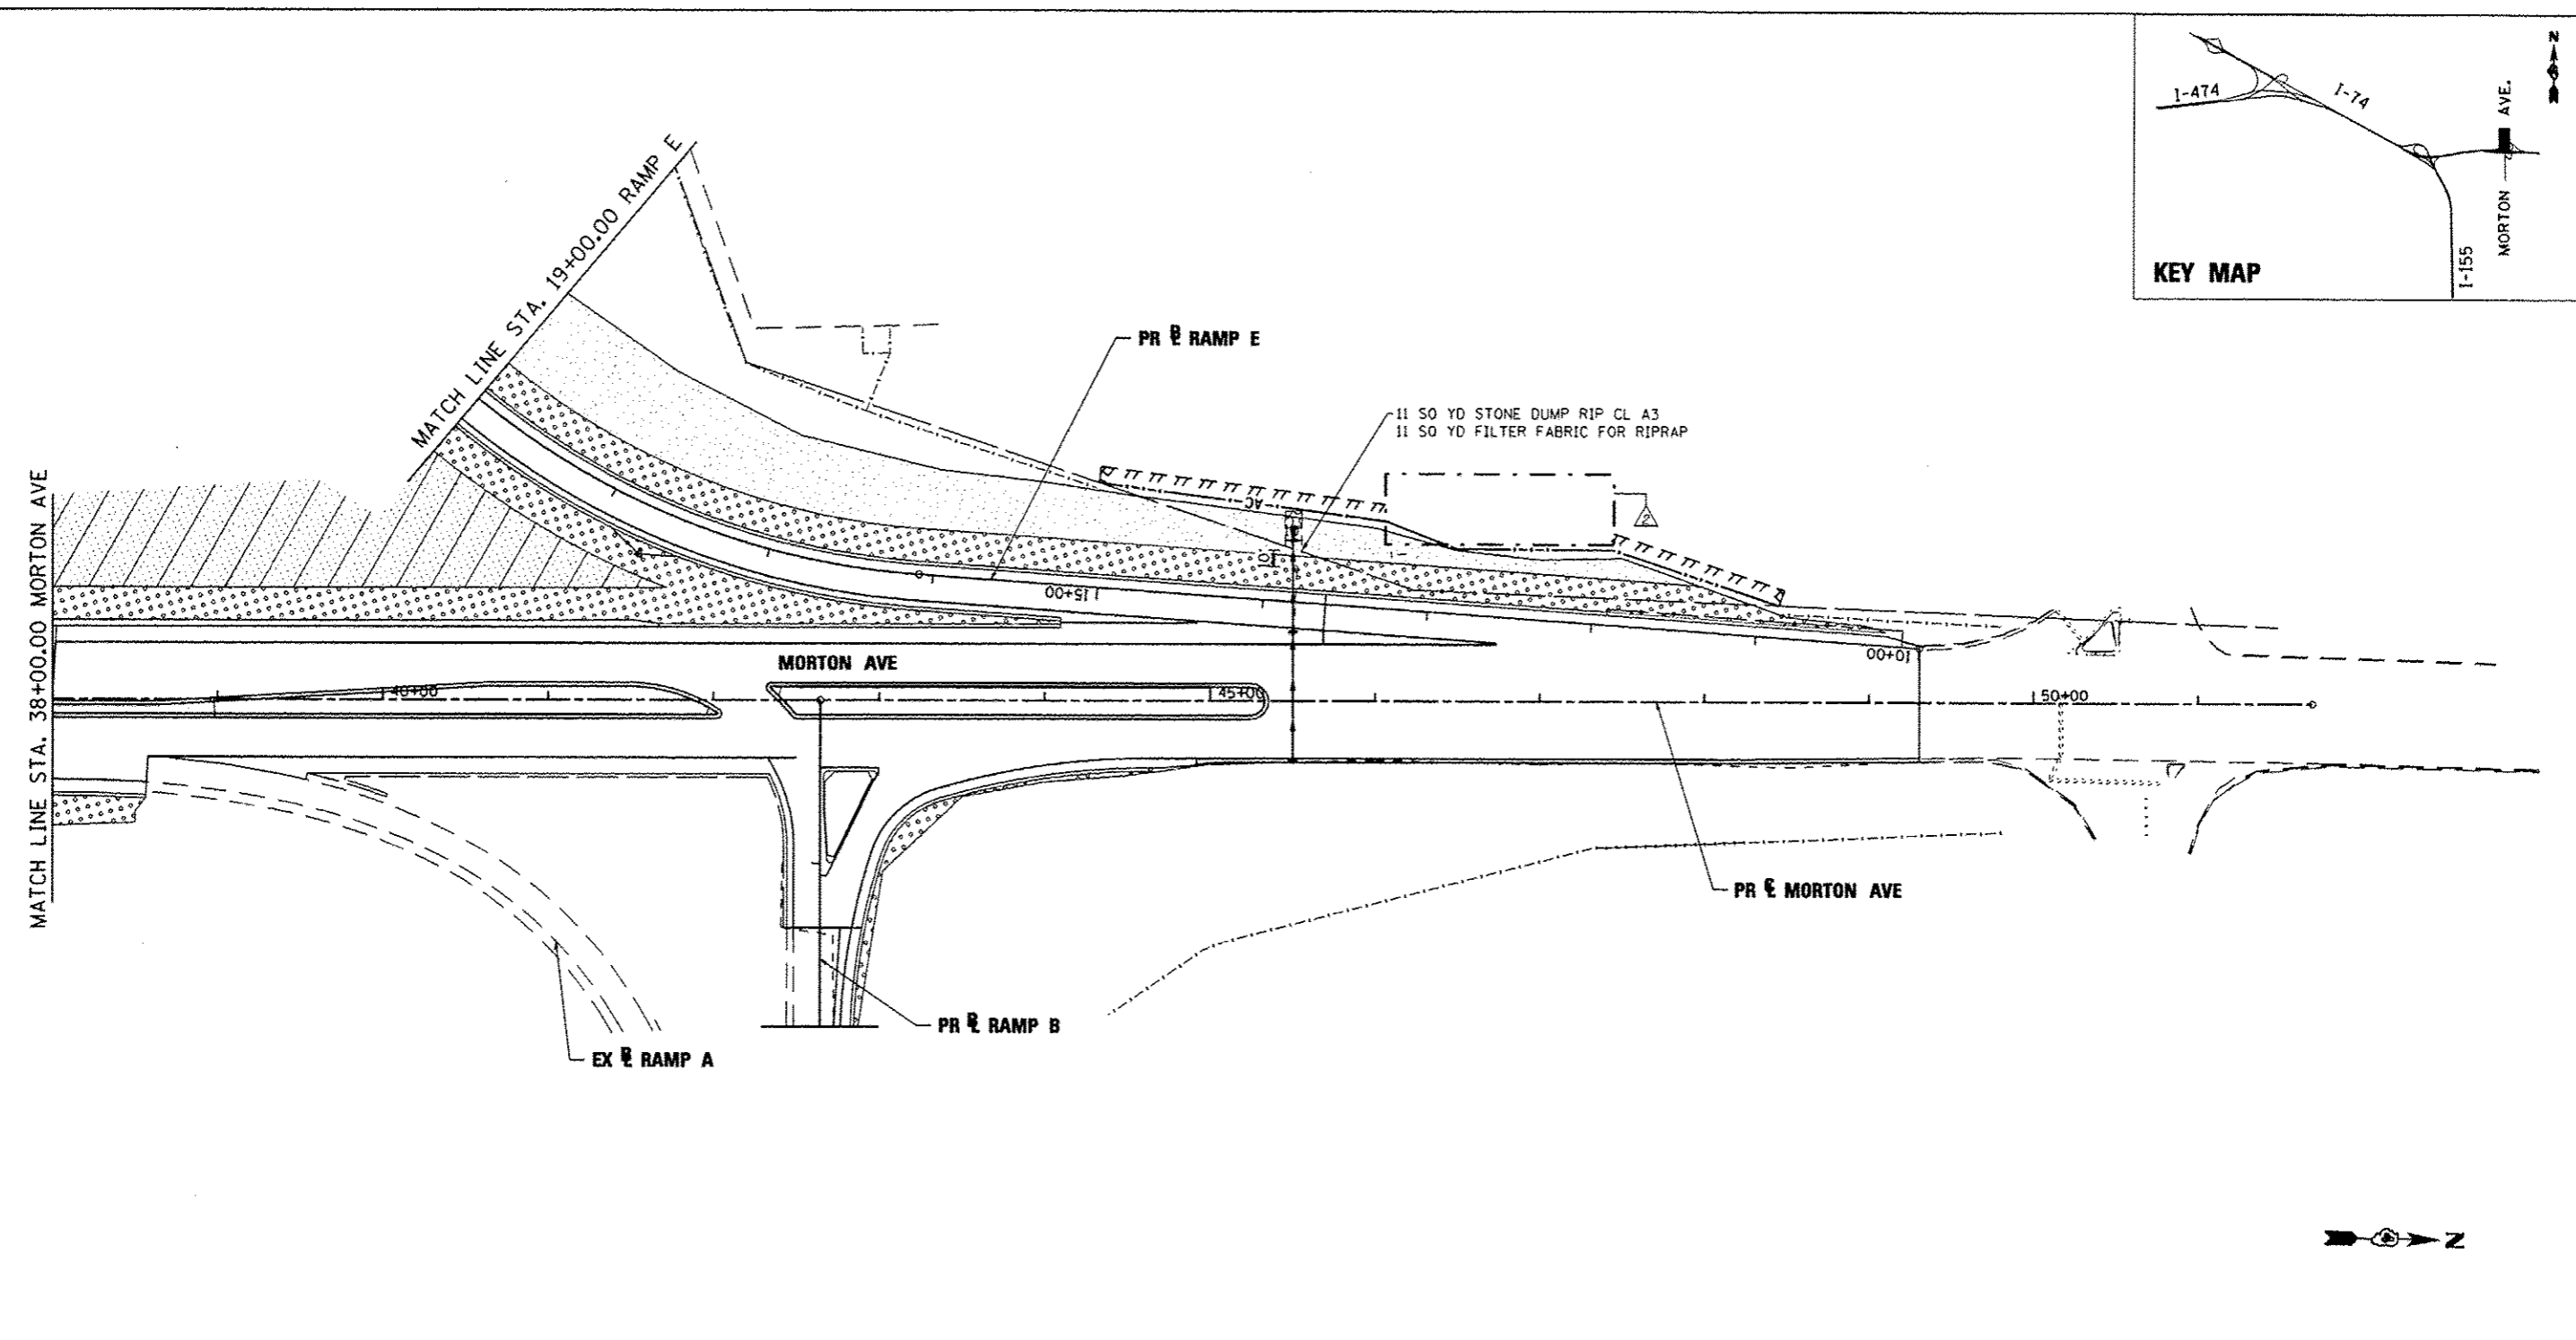 N
I-474
I-74
MORTON AVE.
I-155
KEY MAP
MATCH LINE STA. 19+00.00 RAMP E
PR ⅊ RAMP E
11 SQ YD STONE DUMP RIP CL A3
11 SQ YD FILTER FABRIC FOR RIPRAP
AC
2
10
15+00
10+00
MATCH LINE STA. 38+00.00 MORTON AVE
MORTON AVE
40+00
45+00
50+00
PR ℄ MORTON AVE
PR ⅊ RAMP B
EX ⅊ RAMP A
N